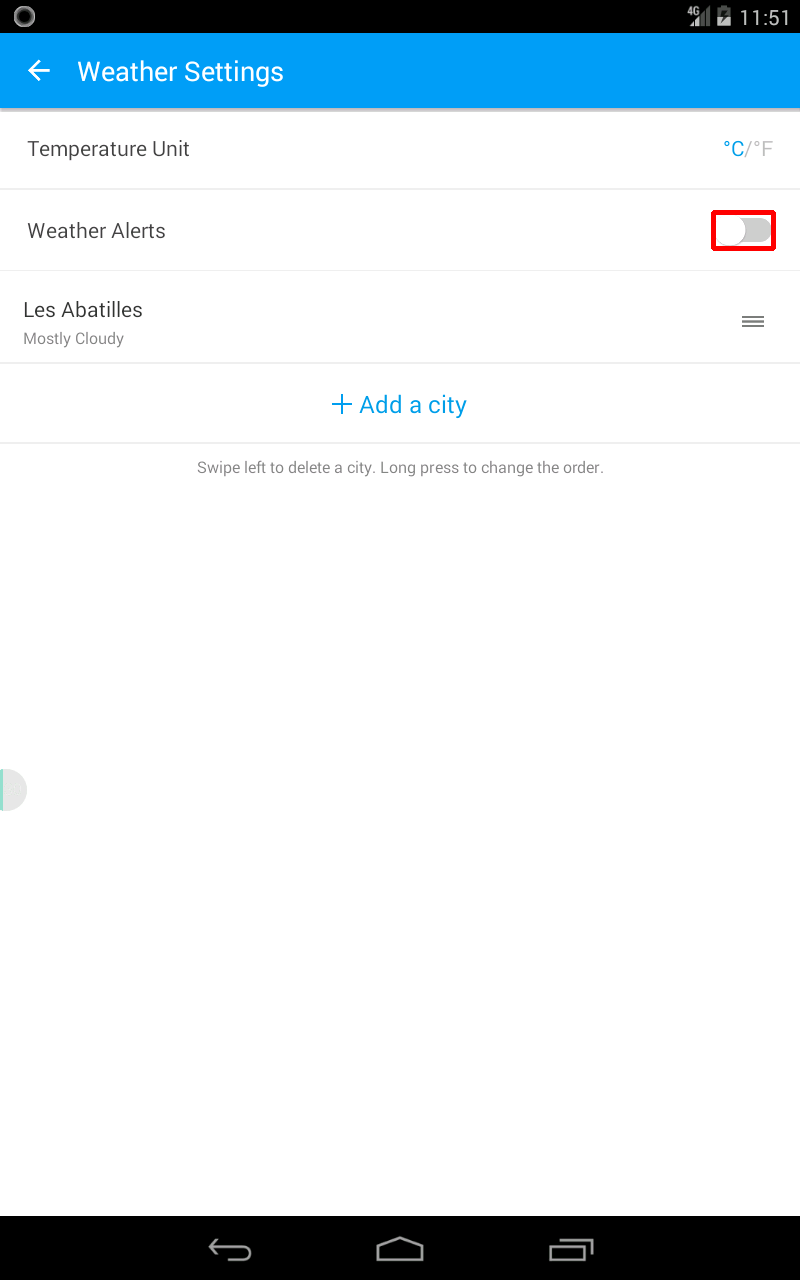 4G 11:51
Weather Settings
Temperature Unit °C/°F
Weather Alerts
Les Abatilles
Mostly Cloudy
+ Add a city
Swipe left to delete a city. Long press to change the order.